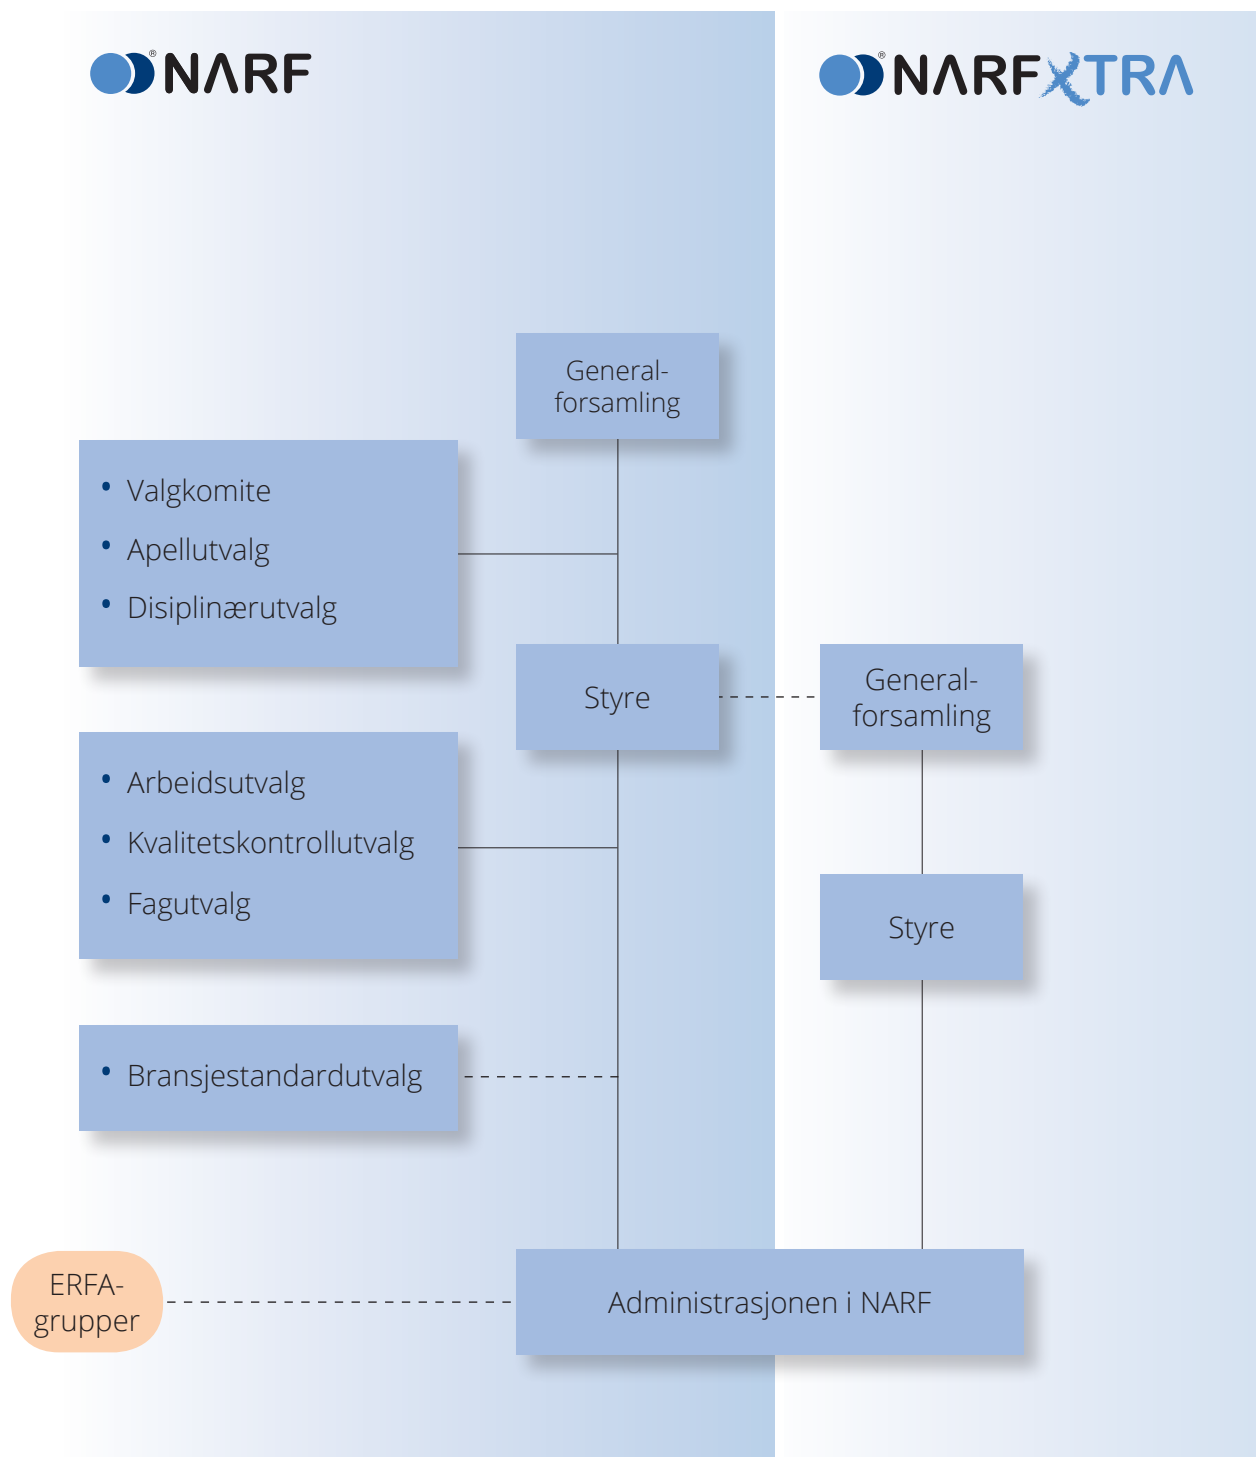 ® NARF
® NARFXTRA
General-
forsamling
• Valgkomite
• Apellutvalg
• Disiplinærutvalg
Styre
General-
forsamling
• Arbeidsutvalg
• Kvalitetskontrollutvalg
• Fagutvalg
Styre
• Bransjestandardutvalg
ERFA-
grupper
Administrasjonen i NARF